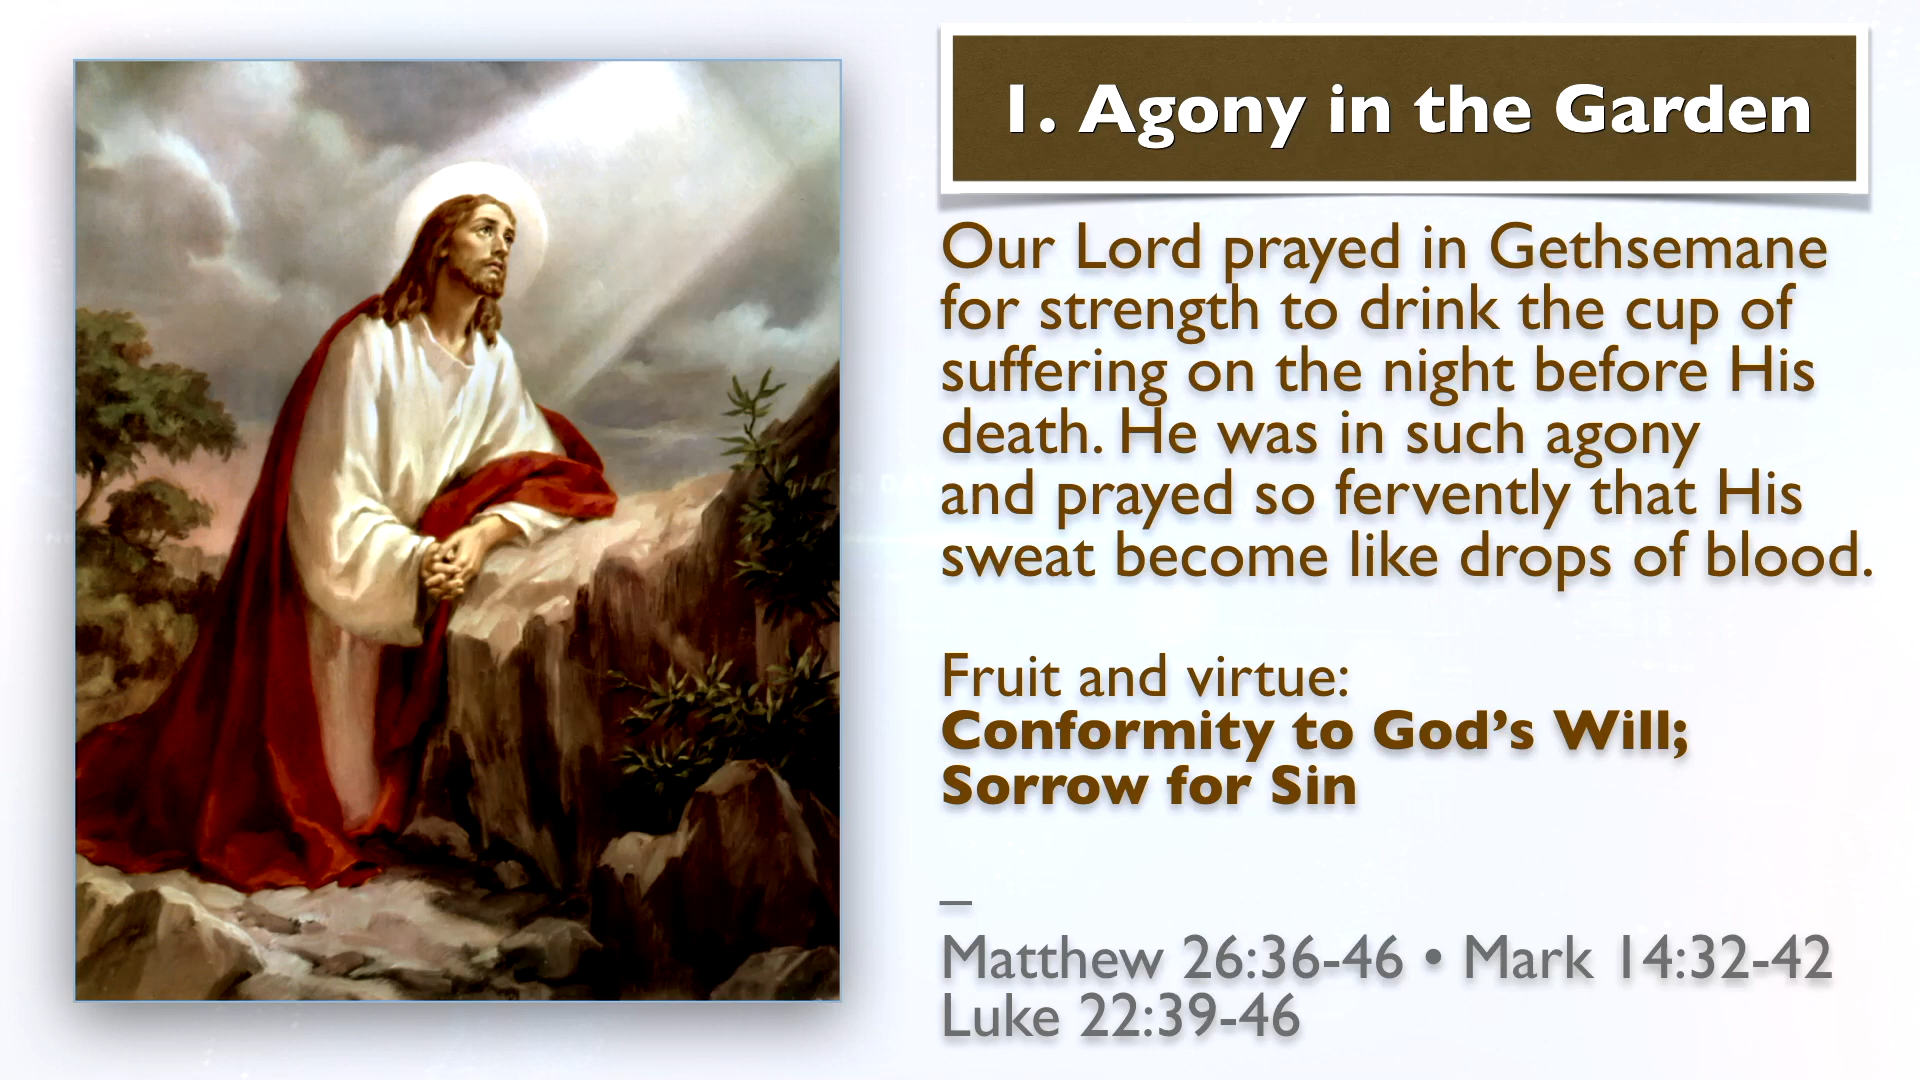 1. Agony in the Garden
Our Lord prayed in Gethsemane
for strength to drink the cup of
suffering on the night before His
death. He was in such agony
and prayed so fervently that His
sweat become like drops of blood.
Fruit and virtue:
Conformity to God’s Will;
Sorrow for Sin
_
Matthew 26:36-46 • Mark 14:32-42
Luke 22:39-46